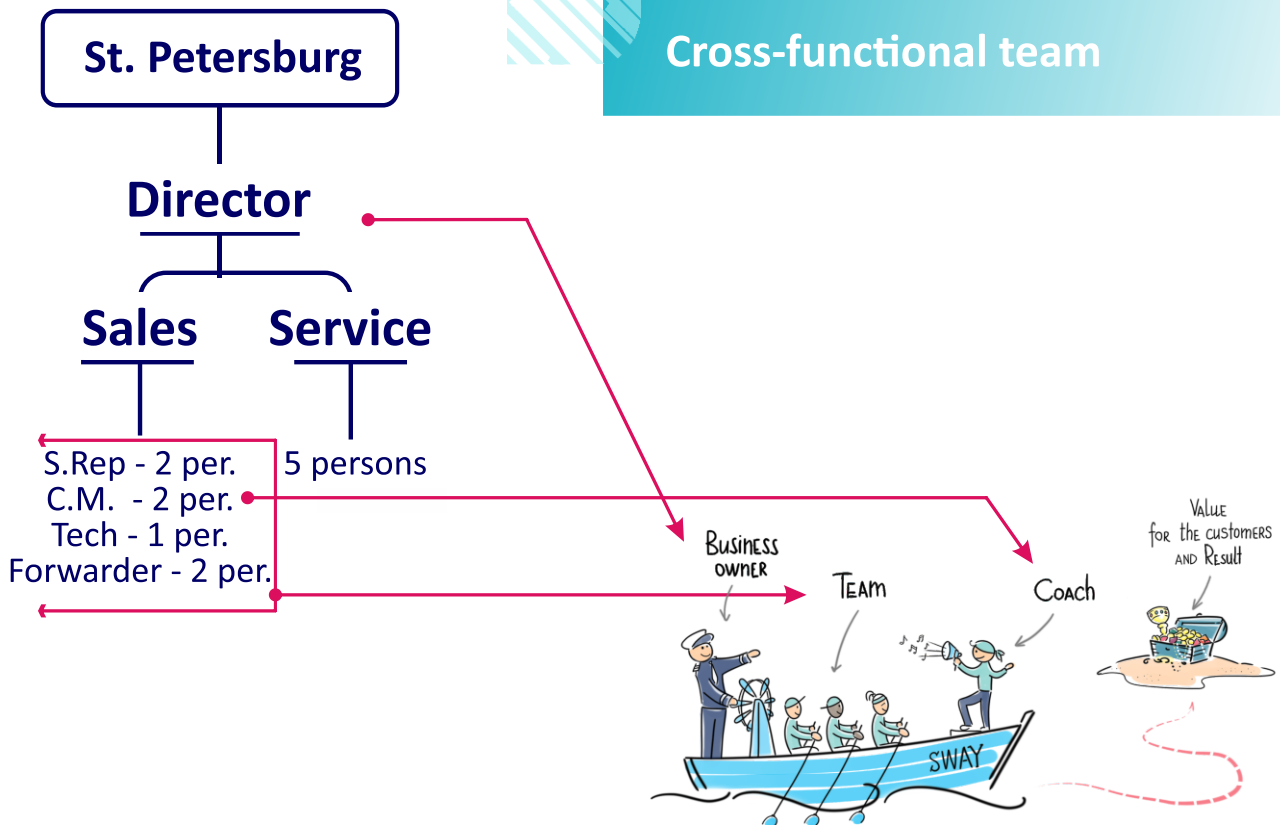 St. Petersburg
Cross-functional team
Director
Sales
Service
S.Rep - 2 per.
C.M. - 2 per.
Tech - 1 per.
Forwarder - 2 per.
5 persons
Business
owner
Team
Coach
Value
for the customers
and Result
SWAY